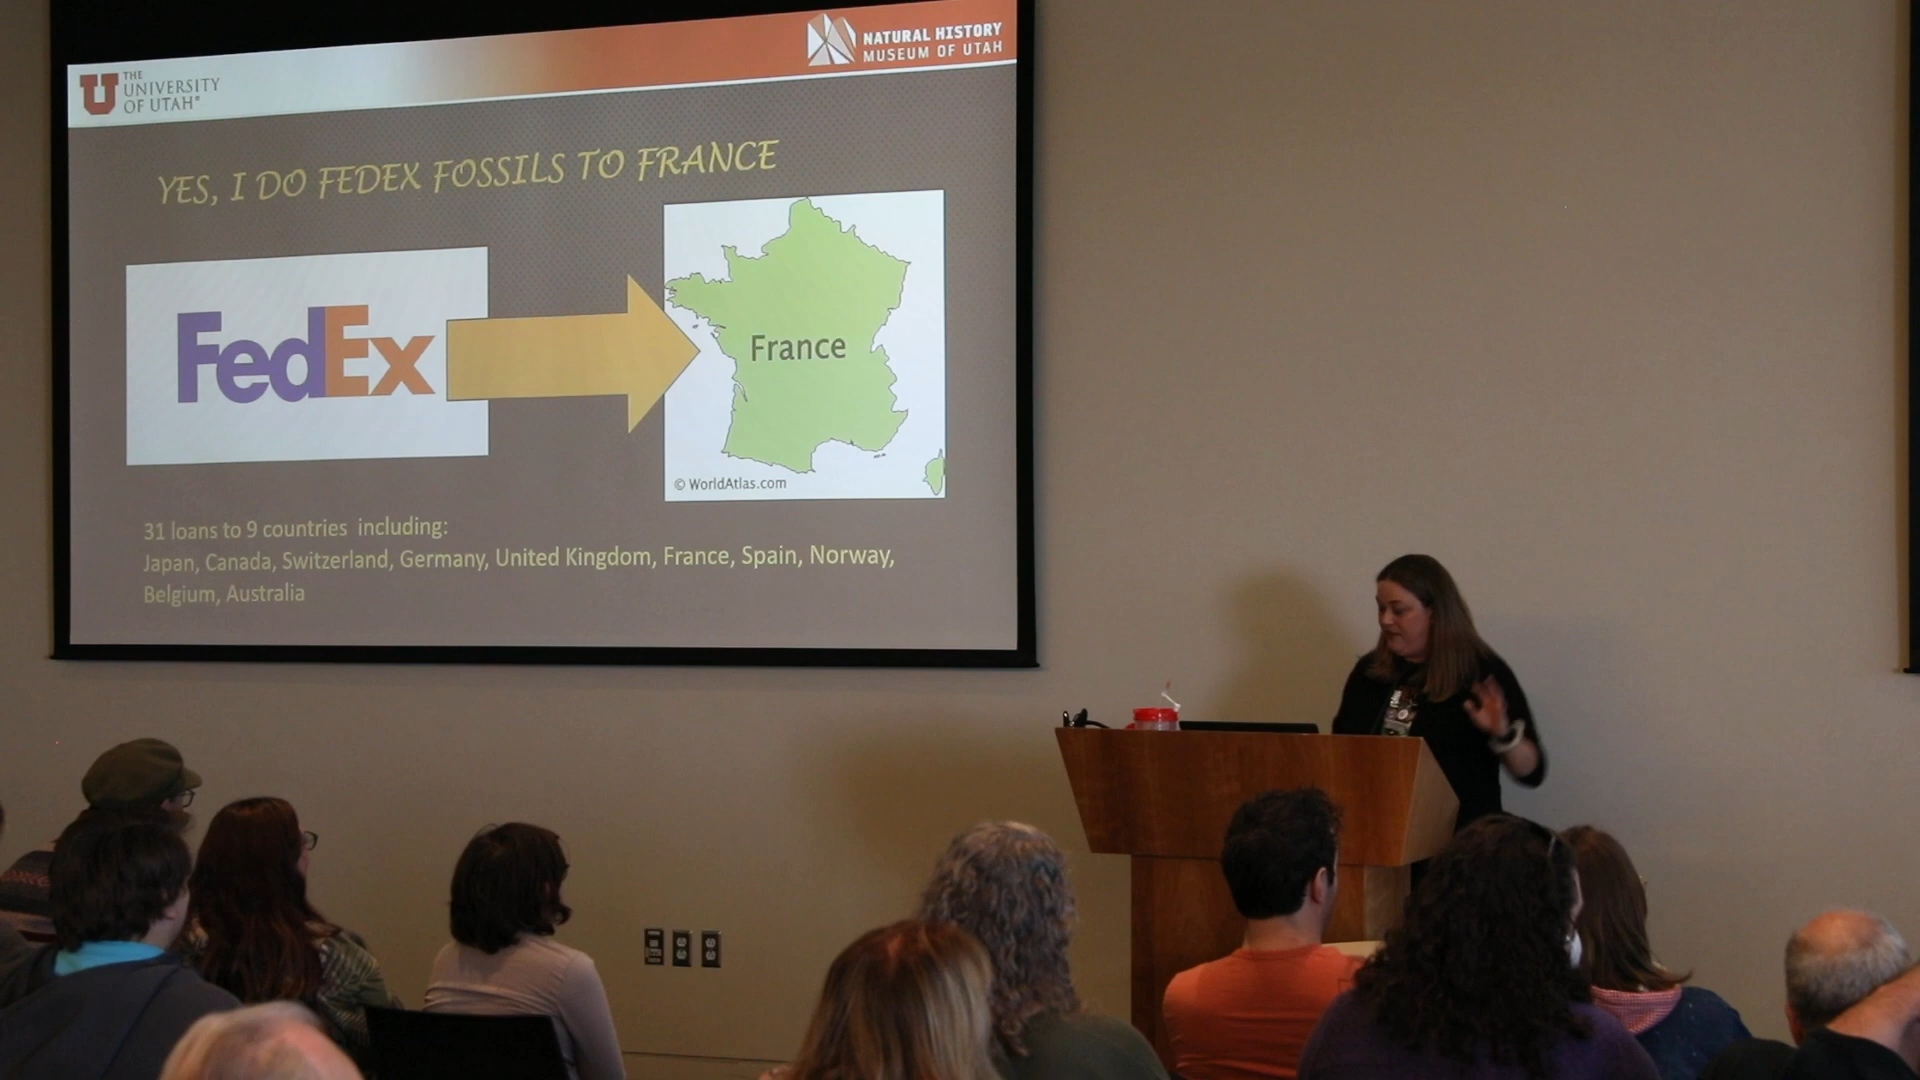 THE
UNIVERSITY
OF UTAH®
NATURAL HISTORY
MUSEUM OF UTAH
YES, I DO FEDEX FOSSILS TO FRANCE
FedEx
France
© WorldAtlas.com
31 loans to 9 countries including:
Japan, Canada, Switzerland, Germany, United Kingdom, France, Spain, Norway,
Belgium, Australia